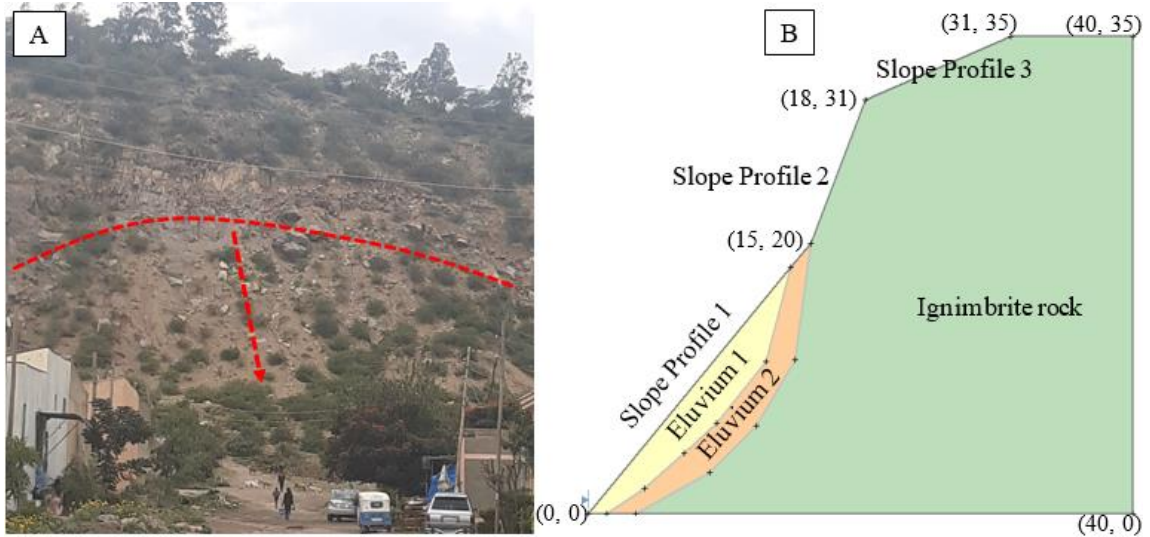 A
B
(31, 35)
(40, 35)
Slope Profile 3
(18, 31)
Slope Profile 2
(15, 20)
Slope Profile 1
Eluvium 1
Eluvium 2
Ignimbrite rock
(0, 0)
(40, 0)